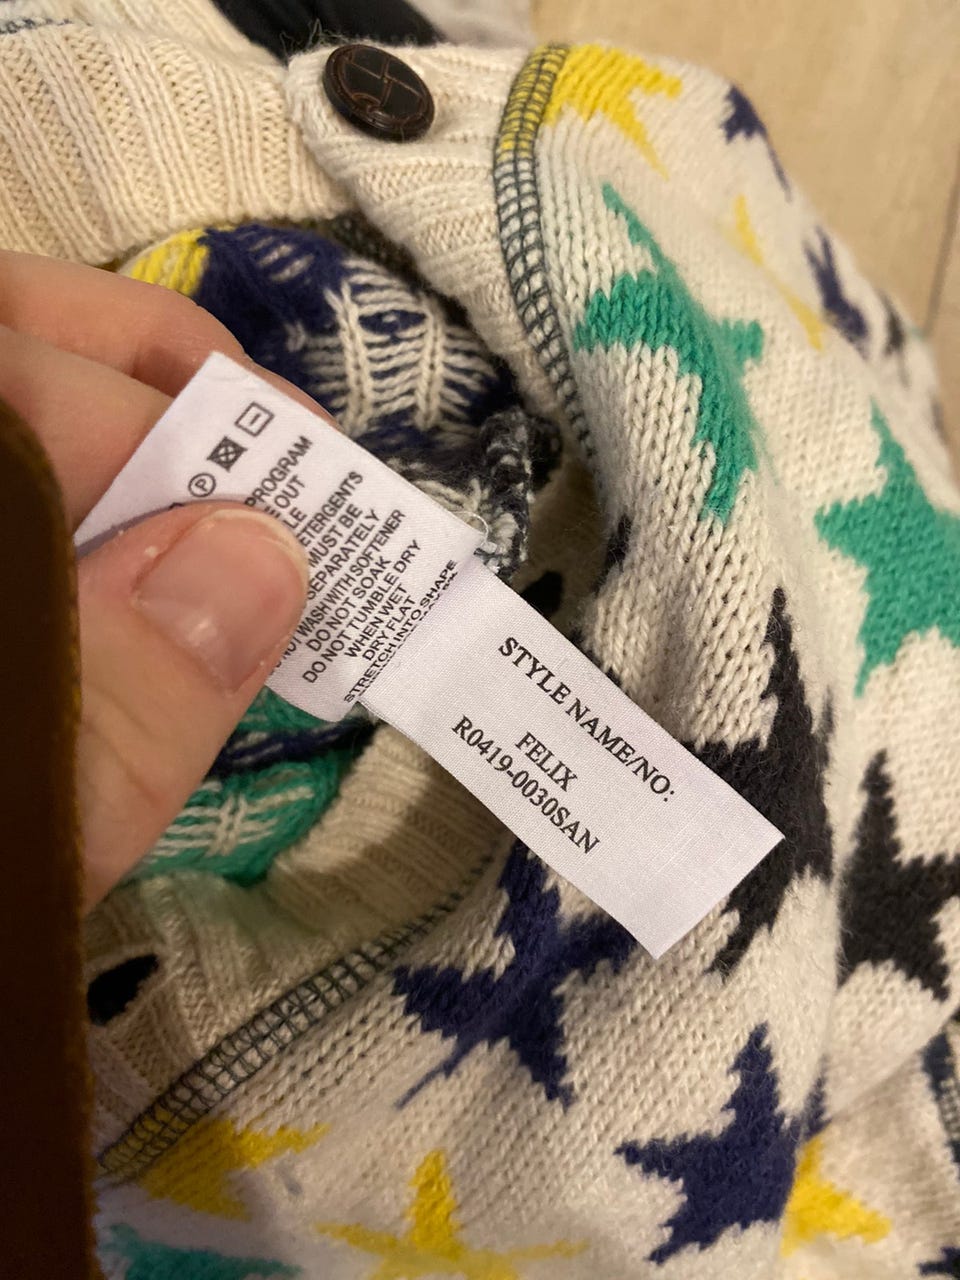 P
PROGRAM
OUT
DETERGENTS
MUST BE
SEPARATELY
WASH WITH SOFTENER
DO NOT SOAK
DO NOT TUMBLE DRY
WHEN WET
DRY FLAT
STRETCH INTO SHAPE
STYLE NAME/NO:
FELIX
R0419-0030SAN